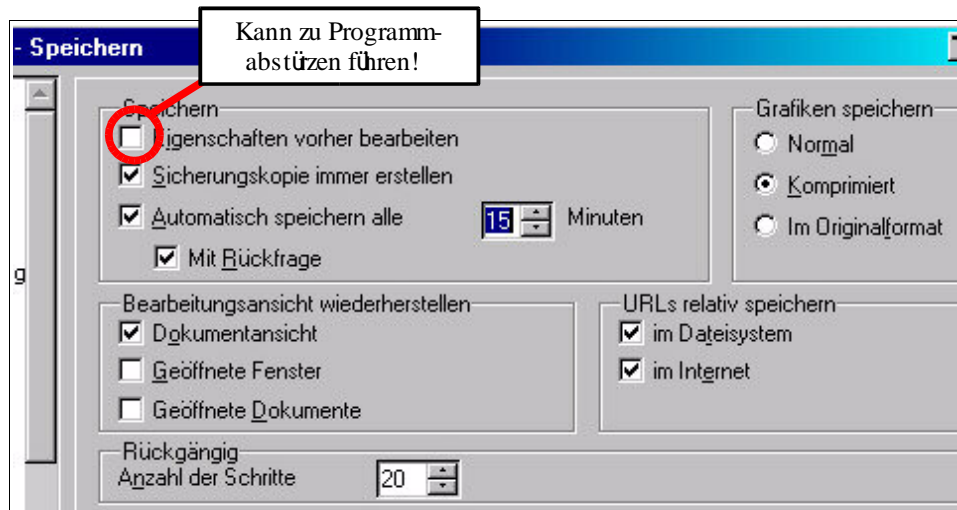 - Speichern
Kann zu Programm-
abstürzen führen!
Speichern
Eigenschaften vorher bearbeiten
Sicherungskopie immer erstellen
Automatisch speichern alle 15 Minuten
Mit Rückfrage
Grafiken speichern
Normal
Komprimiert
Im Originalformat
g
Bearbeitungsansicht wiederherstellen
Dokumentansicht
Geöffnete Fenster
Geöffnete Dokumente
URLs relativ speichern
im Dateisystem
im Internet
Rückgängig
Anzahl der Schritte 20